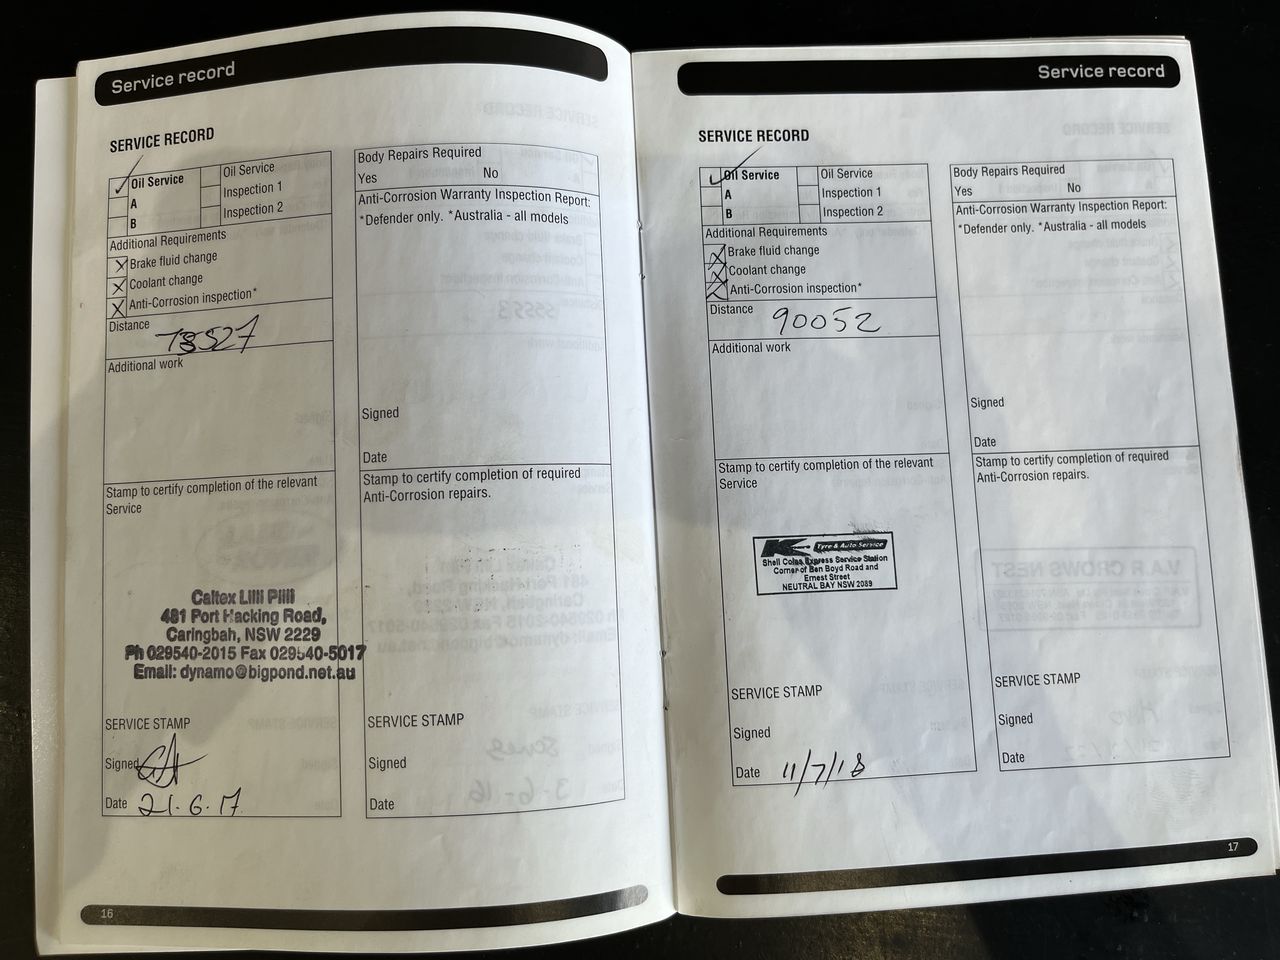 Service record
SERVICE RECORD
Oil Service
A
B
Oil Service
Inspection 1
Inspection 2
Additional Requirements
Brake fluid change
Coolant change
Anti-Corrosion inspection*
Distance
78527
Additional work
Stamp to certify completion of the relevant
Service
Caltex Lilli Pilli
481 Port Hacking Road,
Caringbah, NSW 2229
Ph 029540-2015 Fax 029540-5017
Email: dynamo@bigpond.net.au
SERVICE STAMP
Signed
Date 21.6.17
Body Repairs Required
Yes No
Anti-Corrosion Warranty Inspection Report:
*Defender only. *Australia - all models
Signed
Date
Stamp to certify completion of required
Anti-Corrosion repairs.
SERVICE STAMP
Signed
Date
16
Service record
SERVICE RECORD
Oil Service
A
B
Oil Service
Inspection 1
Inspection 2
Additional Requirements
Brake fluid change
Coolant change
Anti-Corrosion inspection*
Distance
90052
Additional work
Stamp to certify completion of the relevant
Service
Tyre & Auto Service
Shell Coles Express Service Station
Corner of Ben Boyd Road and
Ernest Street
NEUTRAL BAY NSW 2089
SERVICE STAMP
Signed
Date 11/7/18
Body Repairs Required
Yes No
Anti-Corrosion Warranty Inspection Report:
*Defender only. *Australia - all models
Signed
Date
Stamp to certify completion of required
Anti-Corrosion repairs.
SERVICE STAMP
Signed
Date
17